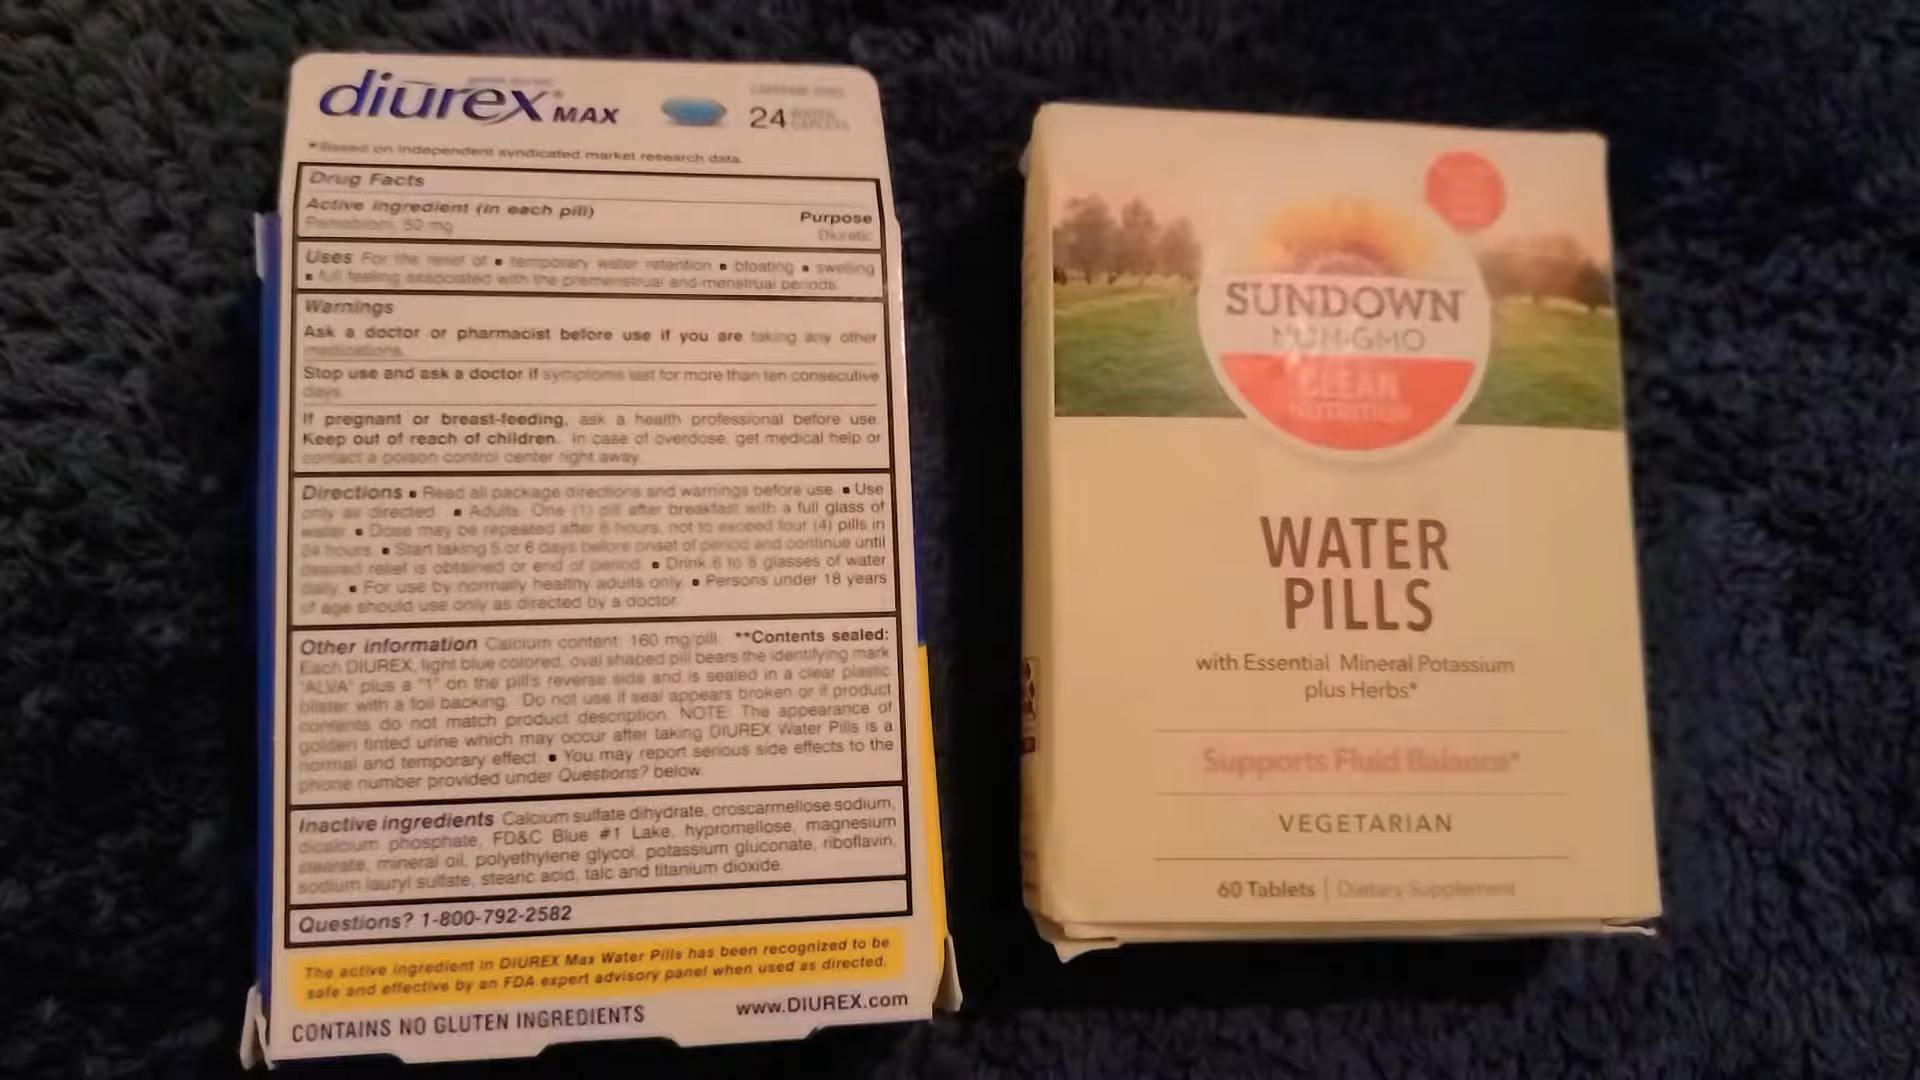 diurex MAX
24 WATER CAPLETS
*Based on independent syndicated market research data.
Drug Facts
Active ingredient (in each pill) Purpose
Pamabrom, 50 mg Diuretic
Uses For the relief of ▪ temporary water retention ▪ bloating ▪ swelling
▪ full feeling associated with the premenstrual and menstrual periods
Warnings
Ask a doctor or pharmacist before use if you are taking any other
medications.
Stop use and ask a doctor if symptoms last for more than ten consecutive
days.
If pregnant or breast-feeding, ask a health professional before use.
Keep out of reach of children. In case of overdose, get medical help or
contact a poison control center right away.
Directions ▪ Read all package directions and warnings before use ▪ Use
only as directed. ▪ Adults: One (1) pill after breakfast with a full glass of
water ▪ Dose may be repeated after 6 hours, not to exceed four (4) pills in
24 hours. ▪ Start taking 5 or 6 days before onset of period and continue until
desired relief is obtained or end of period. ▪ Drink 6 to 8 glasses of water
daily. ▪ For use by normally healthy adults only. ▪ Persons under 18 years
of age should use only as directed by a doctor.
Other information Calcium content: 160 mg/pill. **Contents sealed:
Each DIUREX, light blue colored, oval shaped pill bears the identifying mark
"ALVA" plus a "1" on the pill's reverse side and is sealed in a clear plastic
blister with a foil backing. Do not use if seal appears broken or if product
contents do not match product description. NOTE: The appearance of
golden tinted urine which may occur after taking DIUREX Water Pills is a
normal and temporary effect. ▪ You may report serious side effects to the
phone number provided under Questions? below.
Inactive ingredients Calcium sulfate dihydrate, croscarmellose sodium,
dicalcium phosphate, FD&C Blue #1 Lake, hypromellose, magnesium
stearate, mineral oil, polyethylene glycol, potassium gluconate, riboflavin,
sodium lauryl sulfate, stearic acid, talc and titanium dioxide.
Questions? 1-800-792-2582
The active ingredient in DIUREX Max Water Pills has been recognized to be
safe and effective by an FDA expert advisory panel when used as directed.
CONTAINS NO GLUTEN INGREDIENTS www.DIUREX.com
SUNDOWN
NON-GMO
CLEAN
NUTRITION
WATER
PILLS
with Essential Mineral Potassium
plus Herbs*
Supports Fluid Balance*
VEGETARIAN
60 Tablets | Dietary Supplement